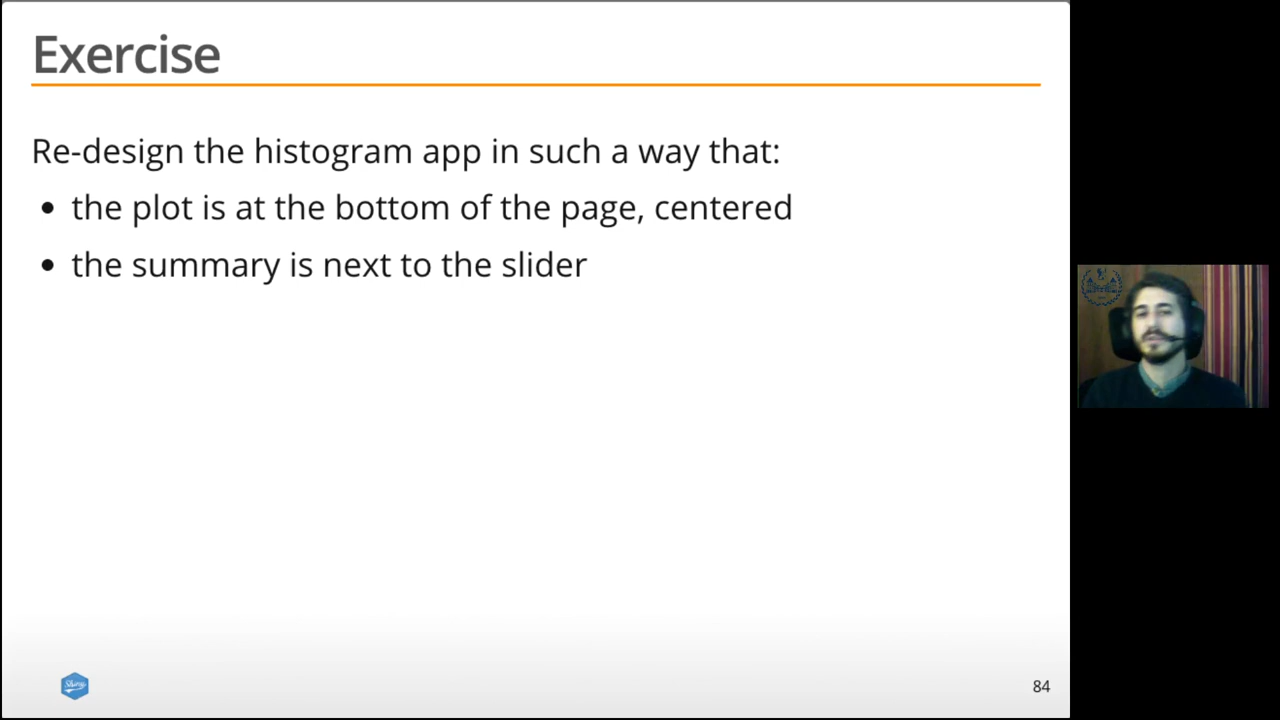 Exercise
Re-design the histogram app in such a way that:
• the plot is at the bottom of the page, centered
• the summary is next to the slider
Shiny
84